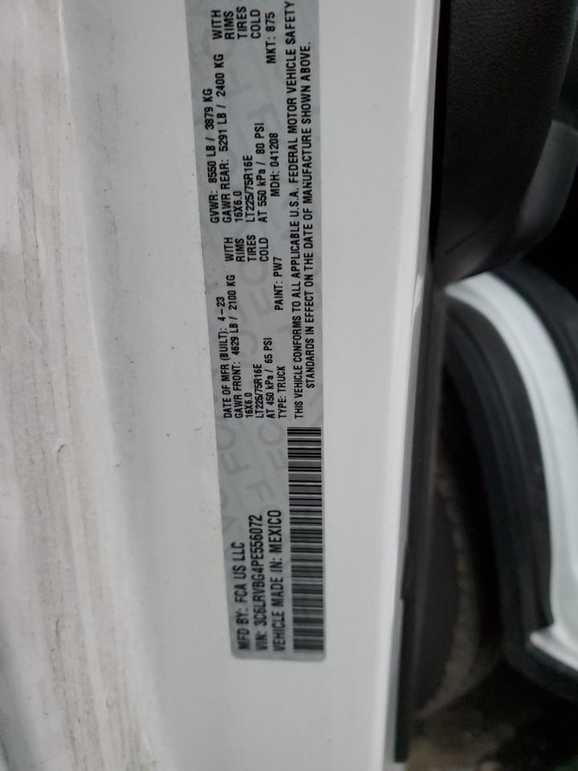 MFD BY: FCA US LLC
DATE OF MFR (BUILT): 4-23
GVWR: 8550 LB / 3879 KG
GAWR FRONT: 4629 LB / 2100 KG WITH
16X6.0 RIMS
LT225/75R16E TIRES
AT 450 kPa / 65 PSI COLD
GAWR REAR: 5291 LB / 2400 KG WITH
16X6.0 RIMS
LT225/75R16E TIRES
AT 550 kPa / 80 PSI COLD
VIN: 3C6LRVBG4PE556072
TYPE: TRUCK
PAINT: PW7
MDH: 041208
MKT: 875
VEHICLE MADE IN: MEXICO
THIS VEHICLE CONFORMS TO ALL APPLICABLE U.S.A. FEDERAL MOTOR VEHICLE SAFETY
STANDARDS IN EFFECT ON THE DATE OF MANUFACTURE SHOWN ABOVE.